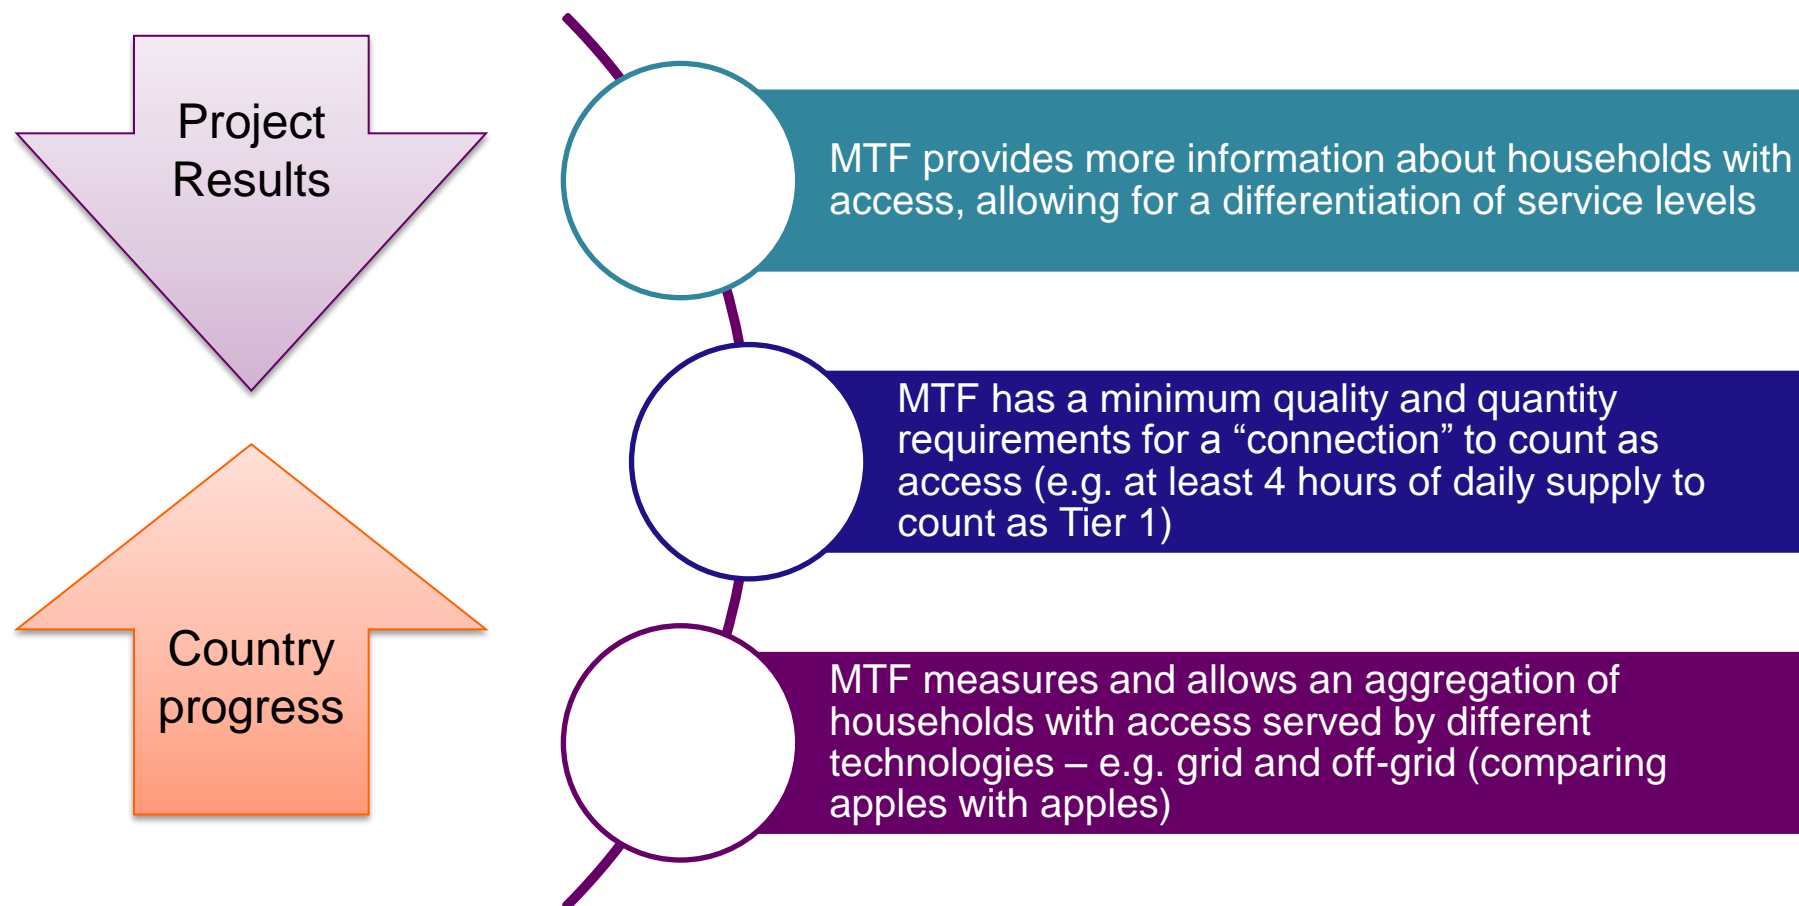 Project
Results
MTF provides more information about households with
access, allowing for a differentiation of service levels
MTF has a minimum quality and quantity
requirements for a “connection” to count as
access (e.g. at least 4 hours of daily supply to
count as Tier 1)
Country
progress
MTF measures and allows an aggregation of
households with access served by different
technologies – e.g. grid and off-grid (comparing
apples with apples)